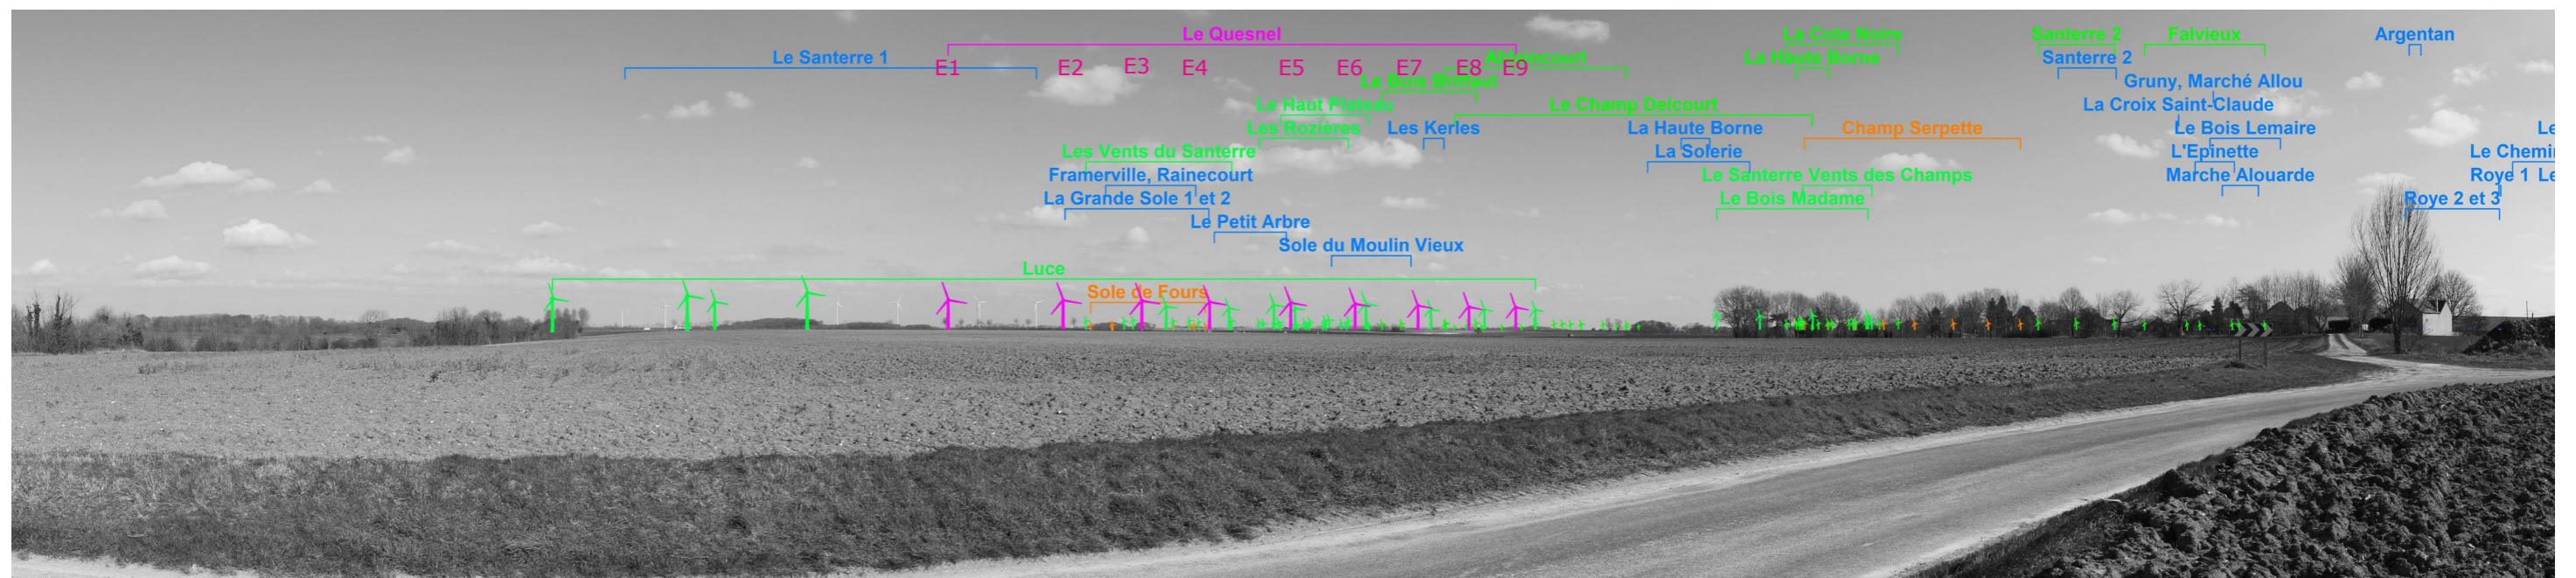 Le Quesnel
La Cote Noire
Santerre 2
Falvieux
Argentan
Le Santerre 1
Ablaincourt
La Haute Borne
Santerre 2
E1
E2
E3
E4
E5
E6
E7
E8
E9
Le Bois Briffaut
Gruny, Marché Allou
Le Haut Plateau
Le Champ Delcourt
La Croix Saint-Claude
Les Rozières
Les Kerles
La Haute Borne
Champ Serpette
Le Bois Lemaire
Le
Les Vents du Santerre
La Solerie
L'Epinette
Le Chemin
Framerville, Rainecourt
Le Santerre Vents des Champs
Marche Alouarde
Roye 1
Le
La Grande Sole 1 et 2
Le Bois Madame
Roye 2 et 3
Le Petit Arbre
Sole du Moulin Vieux
Luce
Sole de Fours